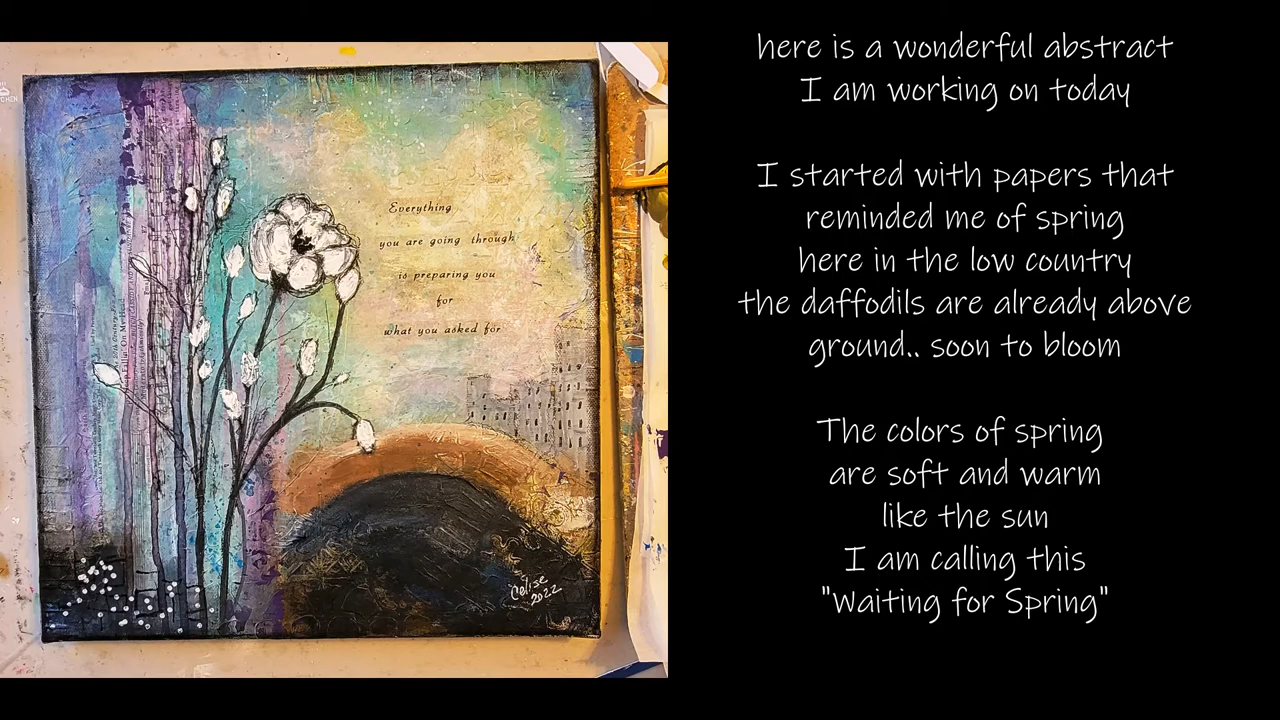 Everything
you are going through
is preparing you
for
what you asked for
Celise
2022
here is a wonderful abstract
I am working on today
I started with papers that
reminded me of spring
here in the low country
the daffodils are already above
ground.. soon to bloom
The colors of spring
are soft and warm
like the sun
I am calling this
"Waiting for Spring"